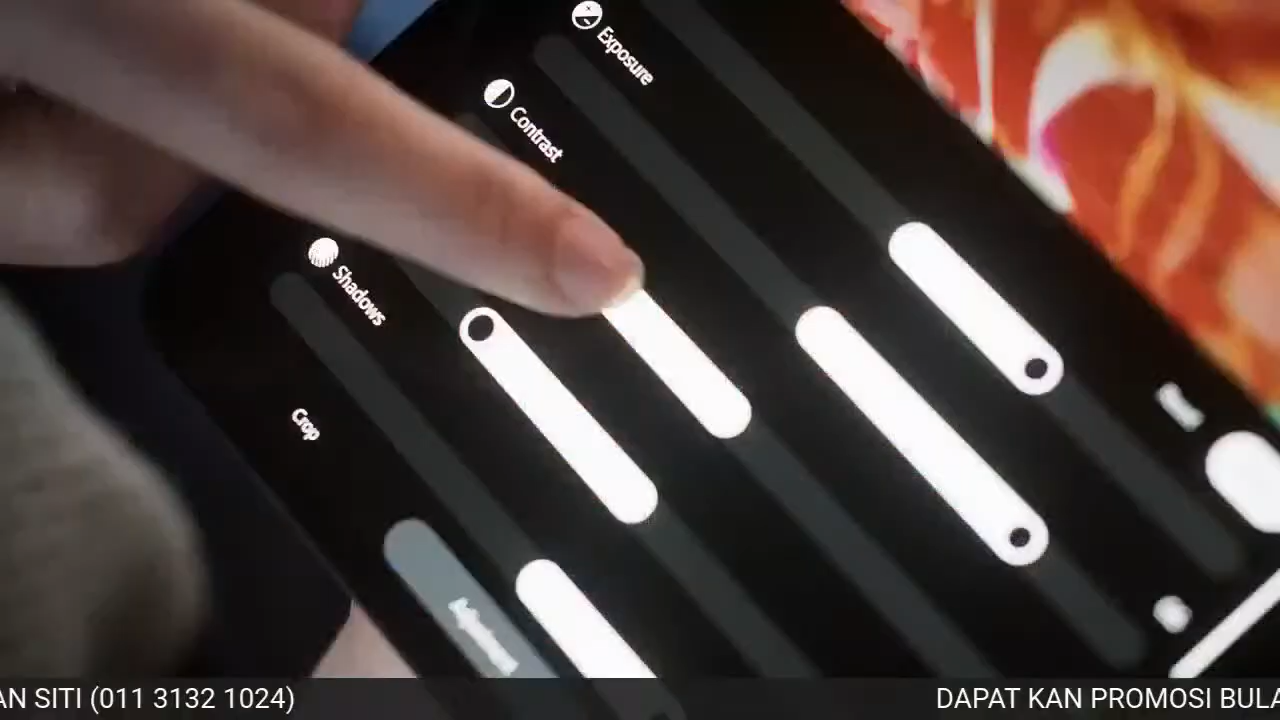 Exposure
Contrast
Shadows
Crop
AN SITI (011 3132 1024)
DAPAT KAN PROMOSI BULA